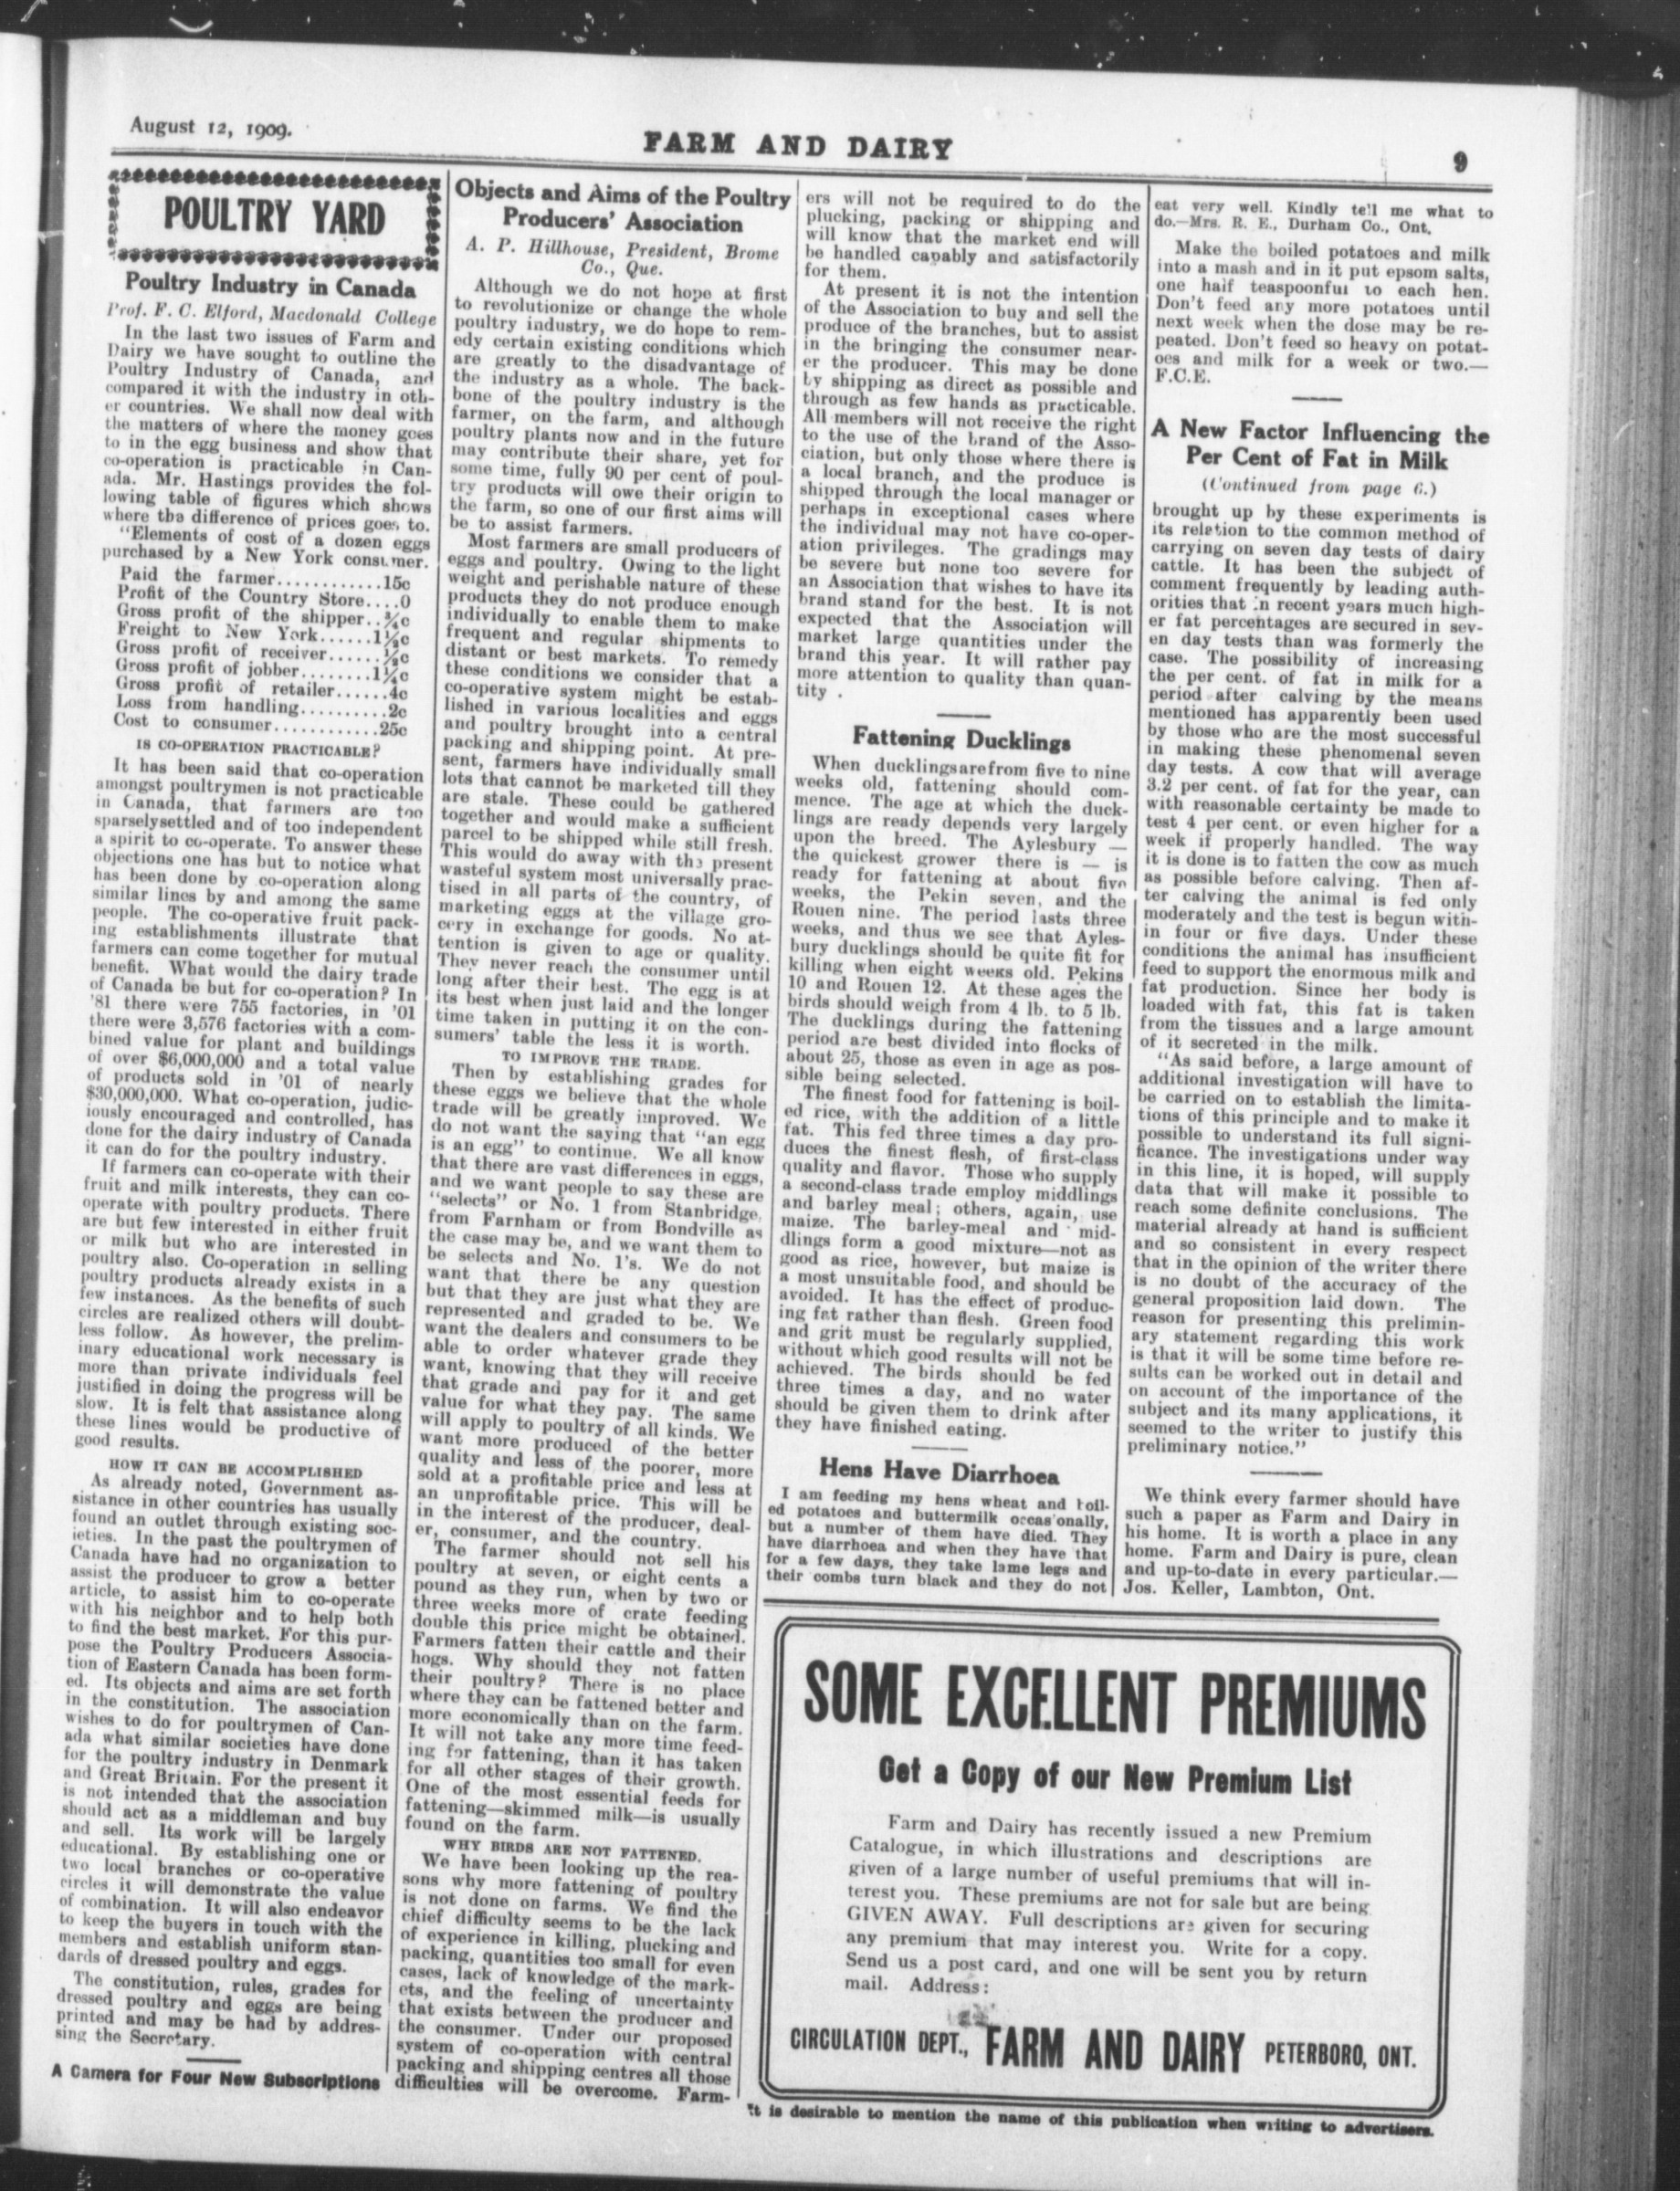 August 12, 1909.
FARM AND DAIRY
9
POULTRY YARD
Poultry Industry in Canada
Prof. F. C. Elford, Macdonald College
In the last two issues of Farm and
Dairy we have sought to outline the
Poultry Industry of Canada, and
compared it with the industry in oth-
er countries. We shall now deal with
the matters of where the money goes
to in the egg business and show that
co-operation is practicable in Can-
ada. Mr. Hastings provides the fol-
lowing table of figures which shows
where the difference of prices goes to.
"Elements of cost of a dozen eggs
purchased by a New York consumer.
Paid the farmer............15c
Profit of the Country Store....0
Gross profit of the shipper..¾c
Freight to New York......1½c
Gross profit of receiver......½c
Gross profit of jobber........1¼c
Gross profit of retailer......4c
Loss from handling..........2c
Cost to consumer............25c
IS CO-OPERATION PRACTICABLE?
It has been said that co-operation
amongst poultrymen is not practicable
in Canada, that farmers are too
sparselysettled and of too independent
a spirit to co-operate. To answer these
objections one has but to notice what
has been done by co-operation along
similar lines by and among the same
people. The co-operative fruit pack-
ing establishments illustrate that
farmers can come together for mutual
benefit. What would the dairy trade
of Canada be but for co-operation? In
'81 there were 755 factories, in '01
there were 3,576 factories with a com-
bined value for plant and buildings
of over $6,000,000 and a total value
of products sold in '01 of nearly
$30,000,000. What co-operation, judic-
iously encouraged and controlled, has
done for the dairy industry of Canada
it can do for the poultry industry.
If farmers can co-operate with their
fruit and milk interests, they can co-
operate with poultry products. There
are but few interested in either fruit
or milk but who are interested in
poultry also. Co-operation in selling
poultry products already exists in a
few instances. As the benefits of such
circles are realized others will doubt-
less follow. As however, the prelim-
inary educational work necessary is
more than private individuals feel
justified in doing the progress will be
slow. It is felt that assistance along
these lines would be productive of
good results.
HOW IT CAN BE ACCOMPLISHED
As already noted, Government as-
sistance in other countries has usually
found an outlet through existing soc-
ieties. In the past the poultrymen of
Canada have had no organization to
assist the producer to grow a better
article, to assist him to co-operate
with his neighbor and to help both
to find the best market. For this pur-
pose the Poultry Producers Associa-
tion of Eastern Canada has been form-
ed. Its objects and aims are set forth
in the constitution. The association
wishes to do for poultrymen of Can-
ada what similar societies have done
for the poultry industry in Denmark
and Great Britain. For the present it
is not intended that the association
should act as a middleman and buy
and sell. Its work will be largely
educational. By establishing one or
two local branches or co-operative
circles it will demonstrate the value
of combination. It will also endeavor
to keep the buyers in touch with the
members and establish uniform stan-
dards of dressed poultry and eggs.
The constitution, rules, grades for
dressed poultry and eggs are being
printed and may be had by addres-
sing the Secretary.
A Camera for Four New Subscriptions
Objects and Aims of the Poultry
Producers' Association
A. P. Hillhouse, President, Brome
Co., Que.
Although we do not hope at first
to revolutionize or change the whole
poultry industry, we do hope to rem-
edy certain existing conditions which
are greatly to the disadvantage of
the industry as a whole. The back-
bone of the poultry industry is the
farmer, on the farm, and although
poultry plants now and in the future
may contribute their share, yet for
some time, fully 90 per cent of poul-
try products will owe their origin to
the farm, so one of our first aims will
be to assist farmers.
Most farmers are small producers of
eggs and poultry. Owing to the light
weight and perishable nature of these
products they do not produce enough
individually to enable them to make
frequent and regular shipments to
distant or best markets. To remedy
these conditions we consider that a
co-operative system might be estab-
lished in various localities and eggs
and poultry brought into a central
packing and shipping point. At pre-
sent, farmers have individually small
lots that cannot be marketed till they
are stale. These could be gathered
together and would make a sufficient
parcel to be shipped while still fresh.
This would do away with the present
wasteful system most universally prac-
tised in all parts of the country, of
marketing eggs at the village gro-
cery in exchange for goods. No at-
tention is given to age or quality.
They never reach the consumer until
long after their best. The egg is at
its best when just laid and the longer
time taken in putting it on the con-
sumers' table the less it is worth.
TO IMPROVE THE TRADE.
Then by establishing grades for
these eggs we believe that the whole
trade will be greatly improved. We
do not want the saying that "an egg
is an egg" to continue. We all know
that there are vast differences in eggs,
and we want people to say these are
"selects" or No. 1 from Stanbridge,
from Farnham or from Bondville as
the case may be, and we want them to
be selects and No. 1's. We do not
want that there be any question
but that they are just what they are
represented and graded to be. We
want the dealers and consumers to be
able to order whatever grade they
want, knowing that they will receive
that grade and pay for it and get
value for what they pay. The same
will apply to poultry of all kinds. We
want more produced of the better
quality and less of the poorer, more
sold at a profitable price and less at
an unprofitable price. This will be
in the interest of the producer, deal-
er, consumer, and the country.
The farmer should not sell his
poultry at seven, or eight cents a
pound as they run, when by two or
three weeks more of crate feeding
double this price might be obtained.
Farmers fatten their cattle and their
hogs. Why should they not fatten
their poultry? There is no place
where they can be fattened better and
more economically than on the farm.
It will not take any more time feed-
ing for fattening, than it has taken
for all other stages of their growth.
One of the most essential feeds for
fattening—skimmed milk—is usually
found on the farm.
WHY BIRDS ARE NOT FATTENED.
We have been looking up the rea-
sons why more fattening of poultry
is not done on farms. We find the
chief difficulty seems to be the lack
of experience in killing, plucking and
packing, quantities too small for even
cases, lack of knowledge of the mark-
ets, and the feeling of uncertainty
that exists between the producer and
the consumer. Under our proposed
system of co-operation with central
packing and shipping centres all those
difficulties will be overcome. Farm-
ers will not be required to do the
plucking, packing or shipping and
will know that the market end will
be handled capably and satisfactorily
for them.
At present it is not the intention
of the Association to buy and sell the
produce of the branches, but to assist
in the bringing the consumer near-
er the producer. This may be done
by shipping as direct as possible and
through as few hands as practicable.
All members will not receive the right
to the use of the brand of the Asso-
ciation, but only those where there is
a local branch, and the produce is
shipped through the local manager or
perhaps in exceptional cases where
the individual may not have co-oper-
ation privileges. The gradings may
be severe but none too severe for
an Association that wishes to have its
brand stand for the best. It is not
expected that the Association will
market large quantities under the
brand this year. It will rather pay
more attention to quality than quan-
tity .
Fattening Ducklings
When ducklingsarefrom five to nine
weeks old, fattening should com-
mence. The age at which the duck-
lings are ready depends very largely
upon the breed. The Aylesbury —
the quickest grower there is — is
ready for fattening at about five
weeks, the Pekin seven, and the
Rouen nine. The period lasts three
weeks, and thus we see that Ayles-
bury ducklings should be quite fit for
killing when eight weeks old. Pekins
10 and Rouen 12. At these ages the
birds should weigh from 4 lb. to 5 lb.
The ducklings during the fattening
period are best divided into flocks of
about 25, those as even in age as pos-
sible being selected.
The finest food for fattening is boil-
ed rice, with the addition of a little
fat. This fed three times a day pro-
duces the finest flesh, of first-class
quality and flavor. Those who supply
a second-class trade employ middlings
and barley meal; others, again, use
maize. The barley-meal and mid-
dlings form a good mixture—not as
good as rice, however, but maize is
a most unsuitable food, and should be
avoided. It has the effect of produc-
ing fat rather than flesh. Green food
and grit must be regularly supplied,
without which good results will not be
achieved. The birds should be fed
three times a day, and no water
should be given them to drink after
they have finished eating.
Hens Have Diarrhoea
I am feeding my hens wheat and boil-
ed potatoes and buttermilk occasionally,
but a number of them have died. They
have diarrhoea and when they have that
for a few days, they take lame legs and
their combs turn black and they do not
eat very well. Kindly tell me what to
do.—Mrs. R. E., Durham Co., Ont.
Make the boiled potatoes and milk
into a mash and in it put epsom salts,
one half teaspoonful to each hen.
Don't feed any more potatoes until
next week when the dose may be re-
peated. Don't feed so heavy on potat-
oes and milk for a week or two.—
F.C.E.
A New Factor Influencing the
Per Cent of Fat in Milk
(Continued from page 6.)
brought up by these experiments is
its relation to the common method of
carrying on seven day tests of dairy
cattle. It has been the subject of
comment frequently by leading auth-
orities that in recent years much high-
er fat percentages are secured in sev-
en day tests than was formerly the
case. The possibility of increasing
the per cent. of fat in milk for a
period after calving by the means
mentioned has apparently been used
by those who are the most successful
in making these phenomenal seven
day tests. A cow that will average
3.2 per cent. of fat for the year, can
with reasonable certainty be made to
test 4 per cent. or even higher for a
week if properly handled. The way
it is done is to fatten the cow as much
as possible before calving. Then af-
ter calving the animal is fed only
moderately and the test is begun with-
in four or five days. Under these
conditions the animal has insufficient
feed to support the enormous milk and
fat production. Since her body is
loaded with fat, this fat is taken
from the tissues and a large amount
of it secreted in the milk.
"As said before, a large amount of
additional investigation will have to
be carried on to establish the limita-
tions of this principle and to make it
possible to understand its full signi-
ficance. The investigations under way
in this line, it is hoped, will supply
data that will make it possible to
reach some definite conclusions. The
material already at hand is sufficient
and so consistent in every respect
that in the opinion of the writer there
is no doubt of the accuracy of the
general proposition laid down. The
reason for presenting this prelimin-
ary statement regarding this work
is that it will be some time before re-
sults can be worked out in detail and
on account of the importance of the
subject and its many applications, it
seemed to the writer to justify this
preliminary notice."
We think every farmer should have
such a paper as Farm and Dairy in
his home. It is worth a place in any
home. Farm and Dairy is pure, clean
and up-to-date in every particular.—
Jos. Keller, Lambton, Ont.
SOME EXCELLENT PREMIUMS
Get a Copy of our New Premium List
Farm and Dairy has recently issued a new Premium
Catalogue, in which illustrations and descriptions are
given of a large number of useful premiums that will in-
terest you. These premiums are not for sale but are being
GIVEN AWAY. Full descriptions are given for securing
any premium that may interest you. Write for a copy.
Send us a post card, and one will be sent you by return
mail. Address:
CIRCULATION DEPT., FARM AND DAIRY PETERBORO, ONT.
It is desirable to mention the name of this publication when writing to advertisers.